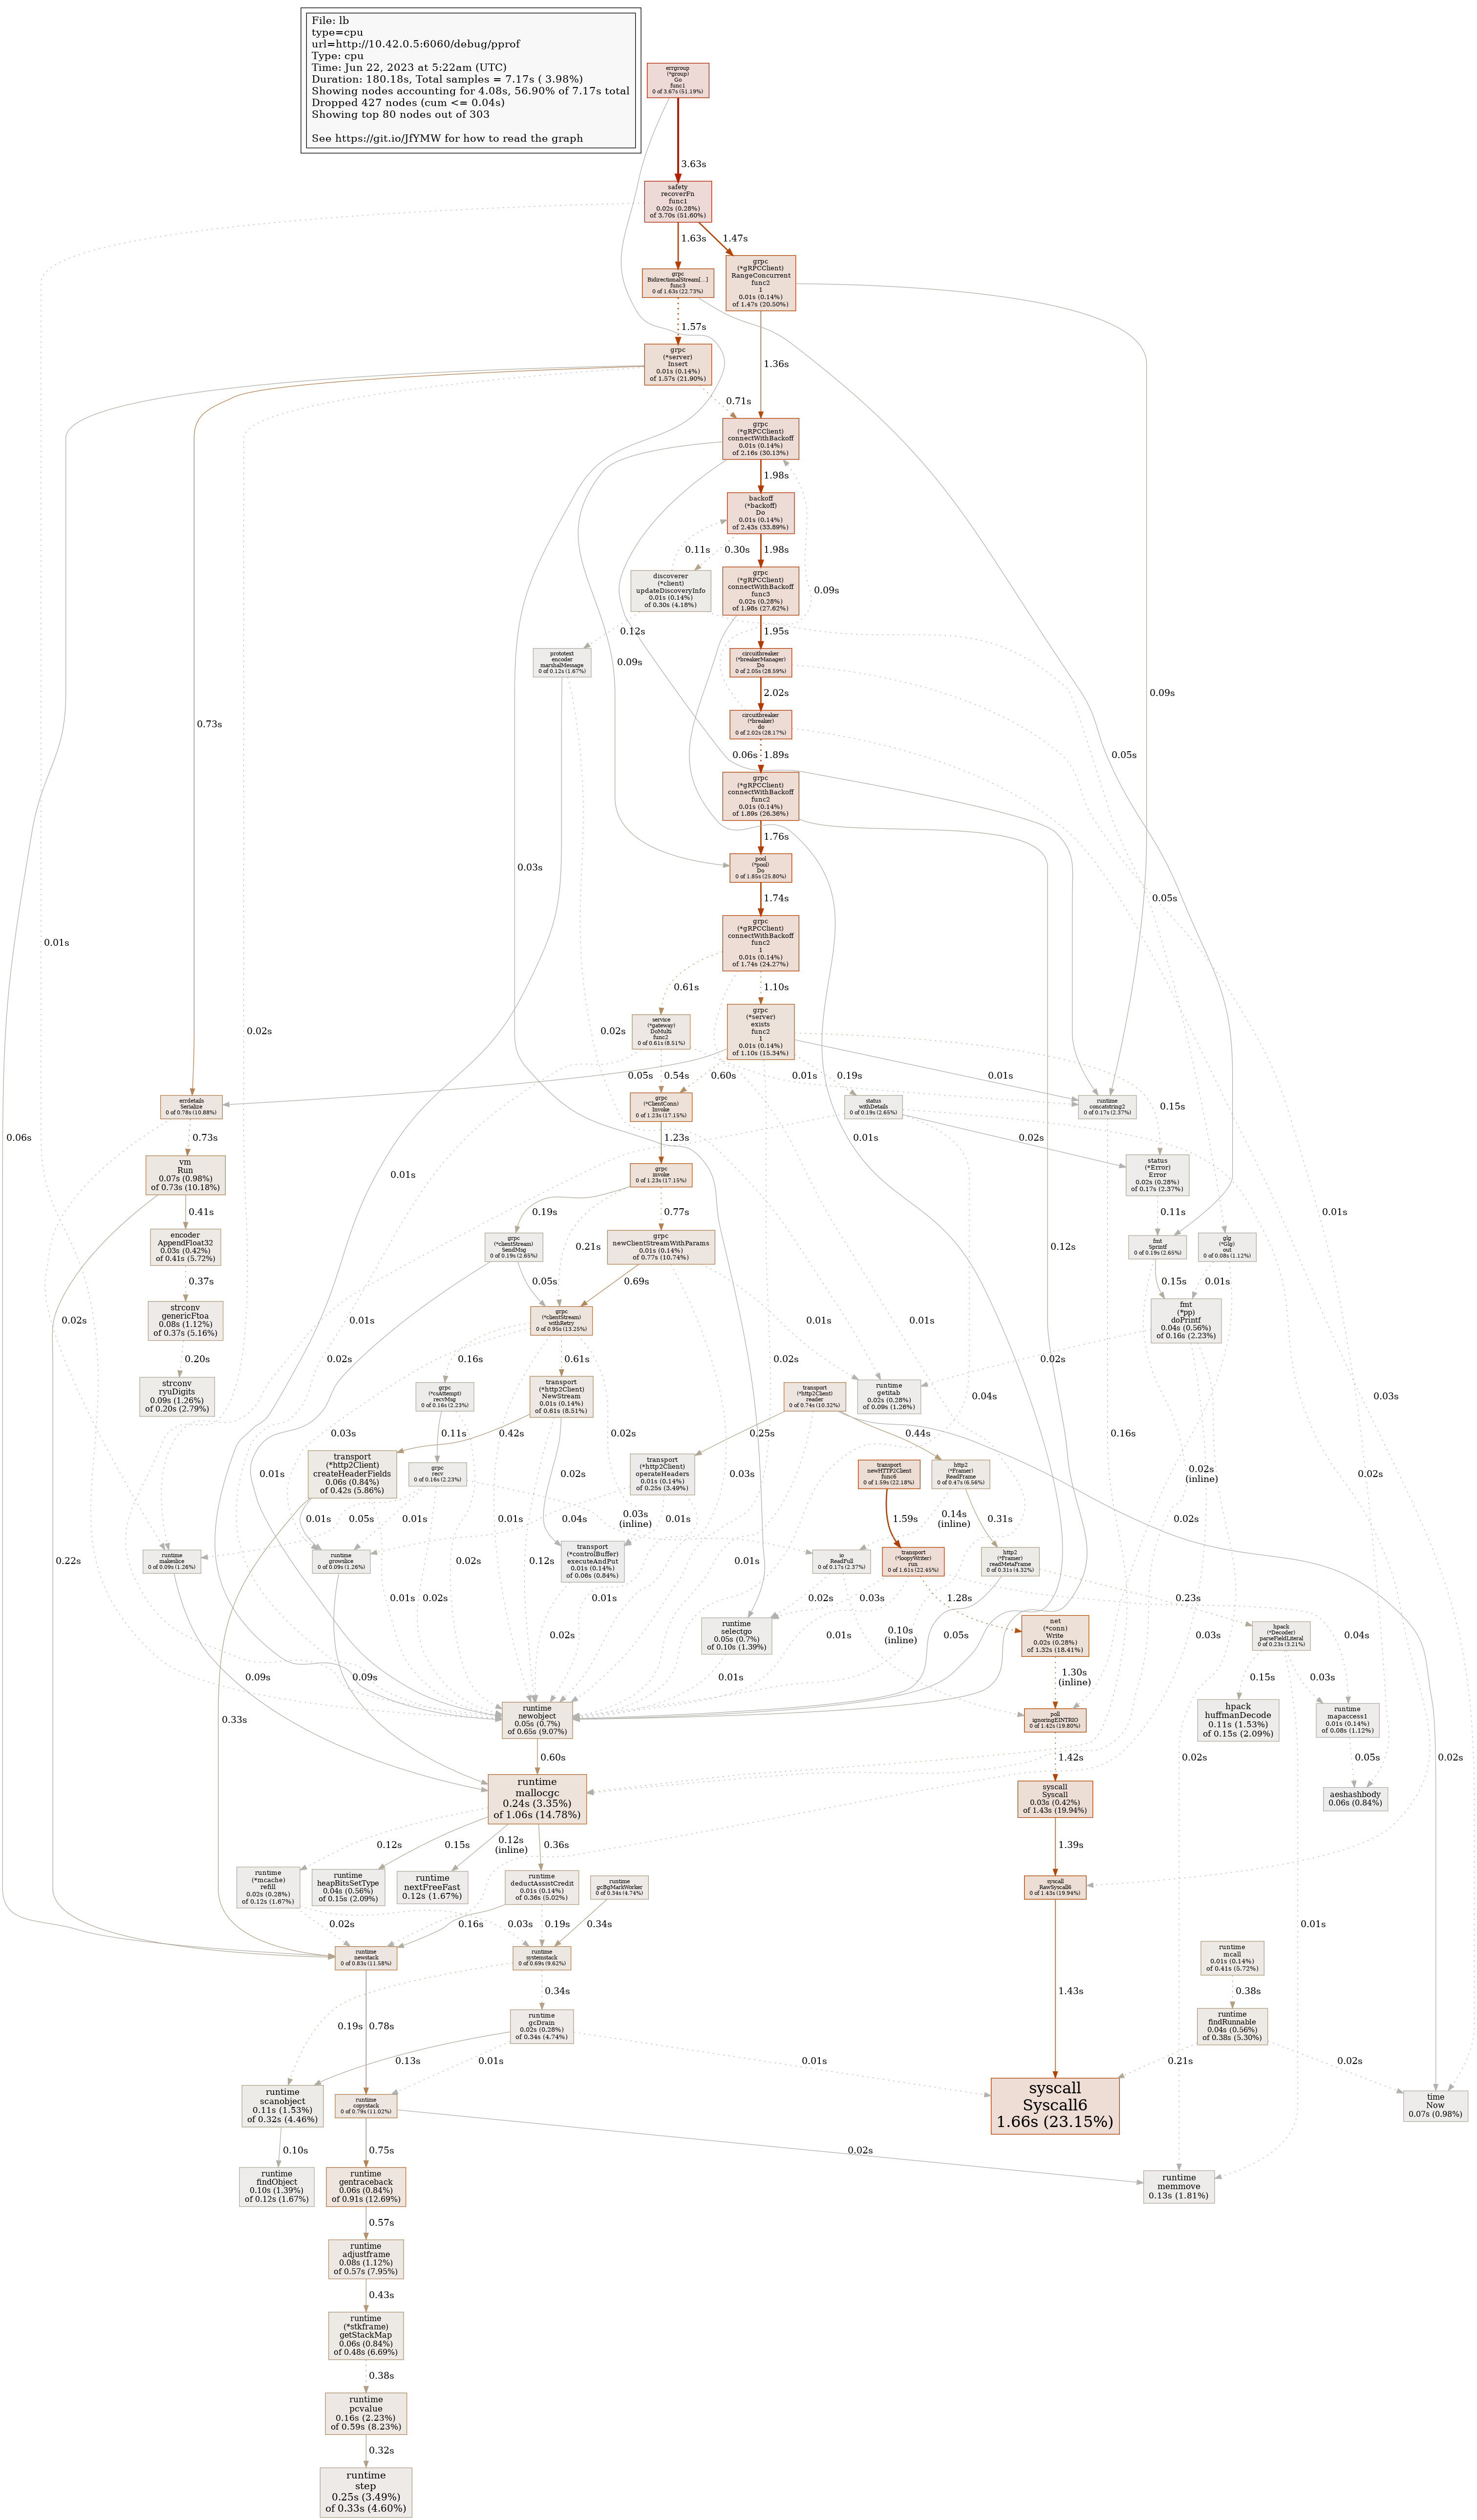 File: lb
type=cpu
url=http://10.42.0.5:6060/debug/pprof
Type: cpu
Time: Jun 22, 2023 at 5:22am (UTC)
Duration: 180.18s, Total samples = 7.17s ( 3.98%)
Showing nodes accounting for 4.08s, 56.90% of 7.17s total
Dropped 427 nodes (cum <= 0.04s)
Showing top 80 nodes out of 303
See https://git.io/JfYMW for how to read the graph
errgroup
(*group)
Go
func1
0 of 3.67s (51.19%)
3.63s
safety
recoverFn
func1
0.02s (0.28%)
of 3.70s (51.60%)
1.63s
1.47s
grpc
BidirectionalStream[...]
func3
0 of 1.63s (22.73%)
grpc
(*gRPCClient)
RangeConcurrent
func2
1
0.01s (0.14%)
of 1.47s (20.50%)
1.57s
grpc
(*server)
Insert
0.01s (0.14%)
of 1.57s (21.90%)
1.36s
0.71s
grpc
(*gRPCClient)
connectWithBackoff
0.01s (0.14%)
of 2.16s (30.13%)
1.98s
backoff
(*backoff)
Do
0.01s (0.14%)
of 2.43s (33.89%)
0.11s
0.30s
1.98s
discoverer
(*client)
updateDiscoveryInfo
0.01s (0.14%)
of 0.30s (4.18%)
grpc
(*gRPCClient)
connectWithBackoff
func3
0.02s (0.28%)
of 1.98s (27.62%)
0.09s
0.12s
1.95s
prototext
encoder
marshalMessage
0 of 0.12s (1.67%)
0.09s
circuitbreaker
(*breakerManager)
Do
0 of 2.05s (28.59%)
0.09s
2.02s
circuitbreaker
(*breaker)
do
0 of 2.02s (28.17%)
0.73s
0.06s
1.89s
0.05s
grpc
(*gRPCClient)
connectWithBackoff
func2
0.01s (0.14%)
of 1.89s (26.36%)
1.76s
0.03s
pool
(*pool)
Do
0 of 1.85s (25.80%)
1.74s
0.05s
grpc
(*gRPCClient)
connectWithBackoff
func2
1
0.01s (0.14%)
of 1.74s (24.27%)
0.01s
0.61s
1.10s
service
(*gateway)
DoMulti
func2
0 of 0.61s (8.51%)
grpc
(*server)
exists
func2
1
0.01s (0.14%)
of 1.10s (15.34%)
0.02s
0.02s
0.01s
0.05s
0.54s
0.60s
0.01s
0.19s
0.01s
0.15s
errdetails
Serialize
0 of 0.78s (10.88%)
grpc
(*ClientConn)
Invoke
0 of 1.23s (17.15%)
status
withDetails
0 of 0.19s (2.65%)
runtime
concatstring2
0 of 0.17s (2.37%)
0.06s
0.73s
1.23s
0.01s
0.02s
vm
Run
0.07s (0.98%)
of 0.73s (10.18%)
0.01s
grpc
invoke
0 of 1.23s (17.15%)
status
(*Error)
Error
0.02s (0.28%)
of 0.17s (2.37%)
0.41s
0.19s
0.21s
0.77s
0.12s
0.11s
encoder
AppendFloat32
0.03s (0.42%)
of 0.41s (5.72%)
grpc
(*clientStream)
SendMsg
0 of 0.19s (2.65%)
grpc
newClientStreamWithParams
0.01s (0.14%)
of 0.77s (10.74%)
fmt
Sprintf
0 of 0.19s (2.65%)
glg
(*Glg)
out
0 of 0.08s (1.12%)
0.37s
0.05s
0.69s
0.15s
0.01s
0.02s
0.01s
0.01s
0.01s
0.03s
strconv
genericFtoa
0.08s (1.12%)
of 0.37s (5.16%)
0.02s
grpc
(*clientStream)
withRetry
0 of 0.95s (13.25%)
fmt
(*pp)
doPrintf
0.04s (0.56%)
of 0.16s (2.23%)
0.20s
0.16s
0.61s
0.02s
0.02s
0.04s
0.02s
strconv
ryuDigits
0.09s (1.26%)
of 0.20s (2.79%)
grpc
(*csAttempt)
recvMsg
0 of 0.16s (2.23%)
transport
(*http2Client)
NewStream
0.01s (0.14%)
of 0.61s (8.51%)
transport
(*http2Client)
reader
0 of 0.74s (10.32%)
runtime
getitab
0.02s (0.28%)
of 0.09s (1.26%)
0.03s
0.11s
0.42s
0.02s
0.25s
0.44s
0.16s
transport
(*http2Client)
createHeaderFields
0.06s (0.84%)
of 0.42s (5.86%)
grpc
recv
0 of 0.16s (2.23%)
0.02s
transport
(*http2Client)
operateHeaders
0.01s (0.14%)
of 0.25s (3.49%)
0.03s
transport
newHTTP2Client
func6
0 of 1.59s (22.18%)
http2
(*Framer)
ReadFrame
0 of 0.47s (6.56%)
0.02s
(inline)
0.01s
0.01s
0.05s
0.01s
0.01s
0.04s
0.03s
(inline)
0.01s
1.59s
0.14s
(inline)
0.31s
0.02s
0.22s
runtime
makeslice
0 of 0.09s (1.26%)
runtime
growslice
0 of 0.09s (1.26%)
0.02s
0.12s
transport
(*controlBuffer)
executeAndPut
0.01s (0.14%)
of 0.06s (0.84%)
0.01s
io
ReadFull
0 of 0.17s (2.37%)
transport
(*loopyWriter)
run
0 of 1.61s (22.45%)
http2
(*Framer)
readMetaFrame
0 of 0.31s (4.32%)
0.01s
0.02s
0.01s
0.02s
0.03s
1.28s
0.23s
0.02s
runtime
selectgo
0.05s (0.7%)
of 0.10s (1.39%)
0.01s
0.10s
(inline)
0.05s
net
(*conn)
Write
0.02s (0.28%)
of 1.32s (18.41%)
0.03s
hpack
(*Decoder)
parseFieldLiteral
0 of 0.23s (3.21%)
0.04s
0.09s
0.09s
0.01s
1.30s
(inline)
0.15s
0.03s
0.33s
runtime
newobject
0.05s (0.7%)
of 0.65s (9.07%)
poll
ignoringEINTRIO
0 of 1.42s (19.80%)
hpack
huffmanDecode
0.11s (1.53%)
of 0.15s (2.09%)
runtime
mapaccess1
0.01s (0.14%)
of 0.08s (1.12%)
0.60s
1.42s
0.02s
0.05s
0.02s
runtime
mallocgc
0.24s (3.35%)
of 1.06s (14.78%)
syscall
Syscall
0.03s (0.42%)
of 1.43s (19.94%)
aeshashbody
0.06s (0.84%)
0.12s
0.15s
0.12s
(inline)
0.36s
1.39s
runtime
(*mcache)
refill
0.02s (0.28%)
of 0.12s (1.67%)
runtime
heapBitsSetType
0.04s (0.56%)
of 0.15s (2.09%)
runtime
nextFreeFast
0.12s (1.67%)
runtime
deductAssistCredit
0.01s (0.14%)
of 0.36s (5.02%)
runtime
gcBgMarkWorker
0 of 0.34s (4.74%)
syscall
RawSyscall6
0 of 1.43s (19.94%)
0.02s
0.16s
0.03s
0.19s
0.34s
0.01s
runtime
newstack
0 of 0.83s (11.58%)
runtime
systemstack
0 of 0.69s (9.62%)
runtime
mcall
0.01s (0.14%)
of 0.41s (5.72%)
0.34s
1.43s
0.38s
0.19s
0.78s
runtime
gcDrain
0.02s (0.28%)
of 0.34s (4.74%)
runtime
findRunnable
0.04s (0.56%)
of 0.38s (5.30%)
0.13s
0.01s
0.01s
0.21s
0.02s
runtime
scanobject
0.11s (1.53%)
of 0.32s (4.46%)
runtime
copystack
0 of 0.79s (11.02%)
syscall
Syscall6
1.66s (23.15%)
time
Now
0.07s (0.98%)
0.10s
0.75s
0.02s
runtime
findObject
0.10s (1.39%)
of 0.12s (1.67%)
runtime
gentraceback
0.06s (0.84%)
of 0.91s (12.69%)
runtime
memmove
0.13s (1.81%)
0.57s
runtime
adjustframe
0.08s (1.12%)
of 0.57s (7.95%)
0.43s
runtime
(*stkframe)
getStackMap
0.06s (0.84%)
of 0.48s (6.69%)
0.38s
runtime
pcvalue
0.16s (2.23%)
of 0.59s (8.23%)
0.32s
runtime
step
0.25s (3.49%)
of 0.33s (4.60%)